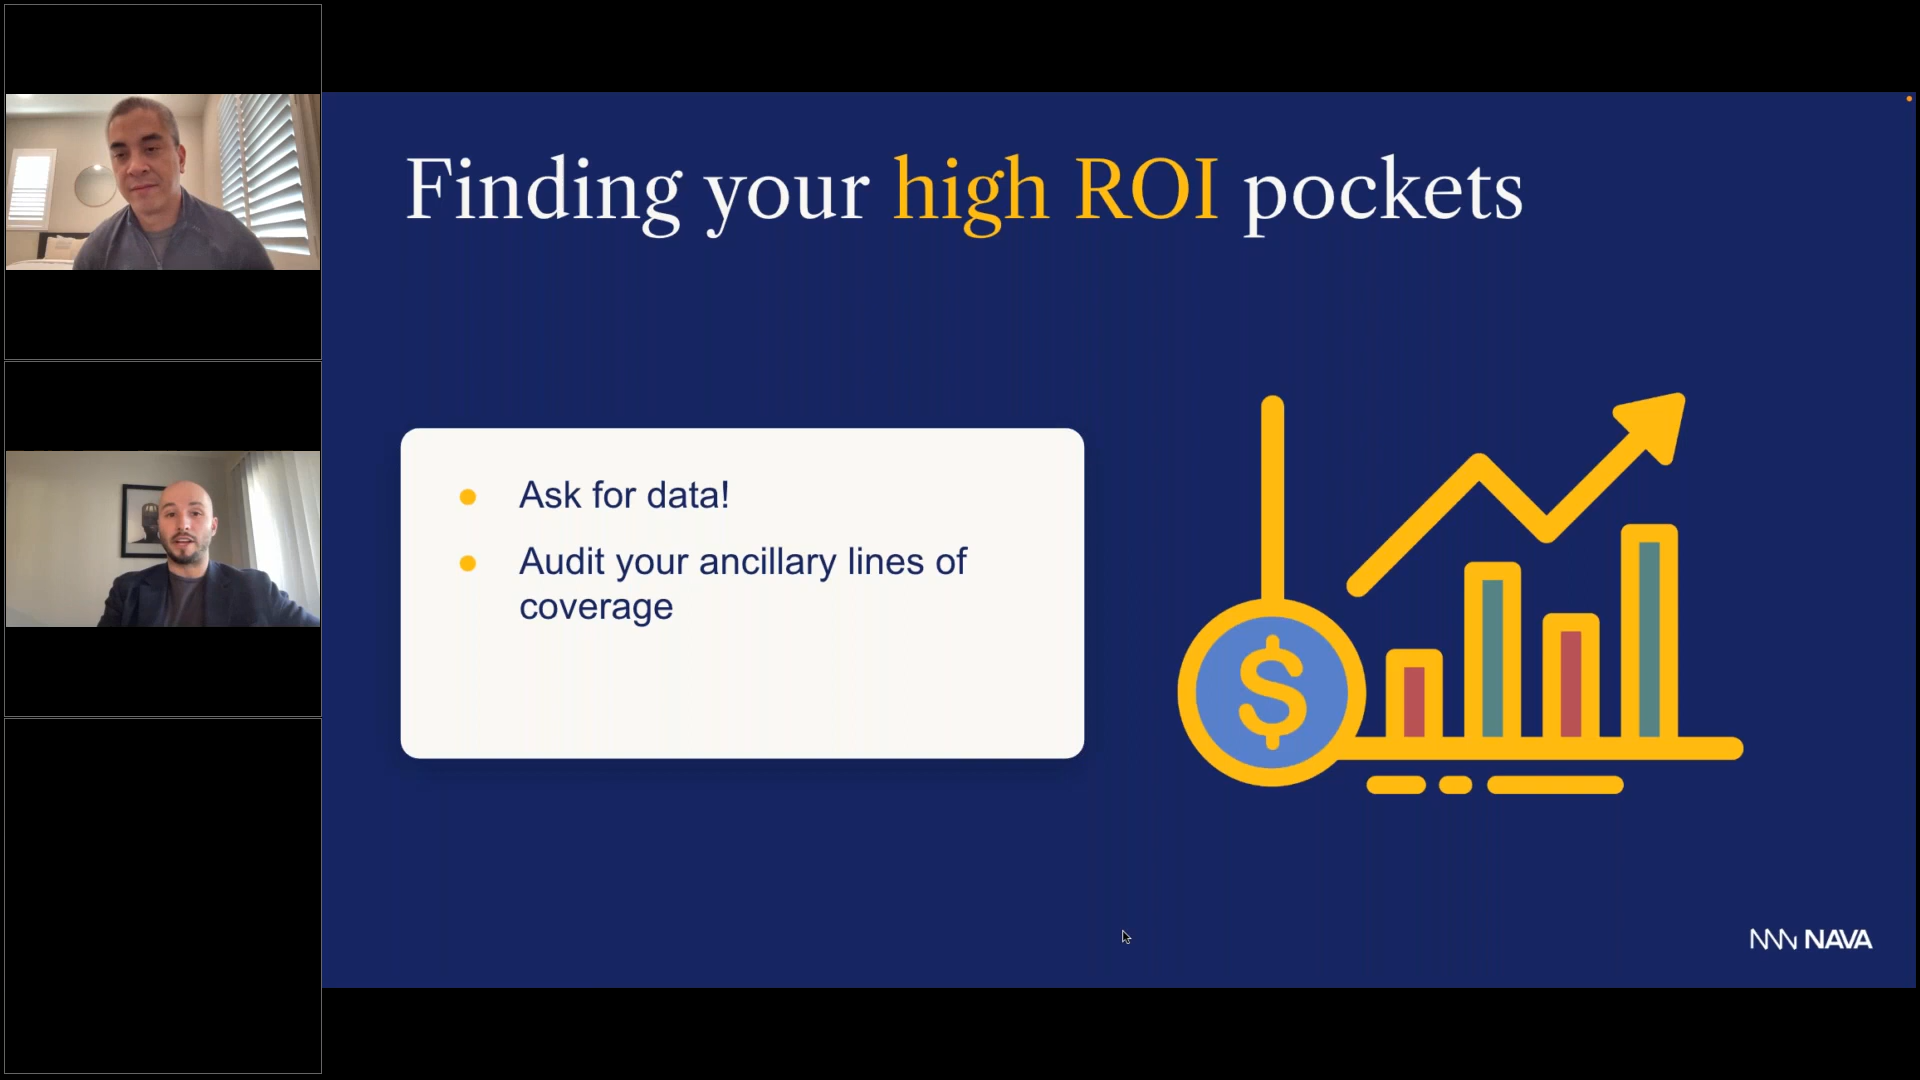 Finding your high ROI pockets
Ask for data!
Audit your ancillary lines of
coverage
$
NAVA